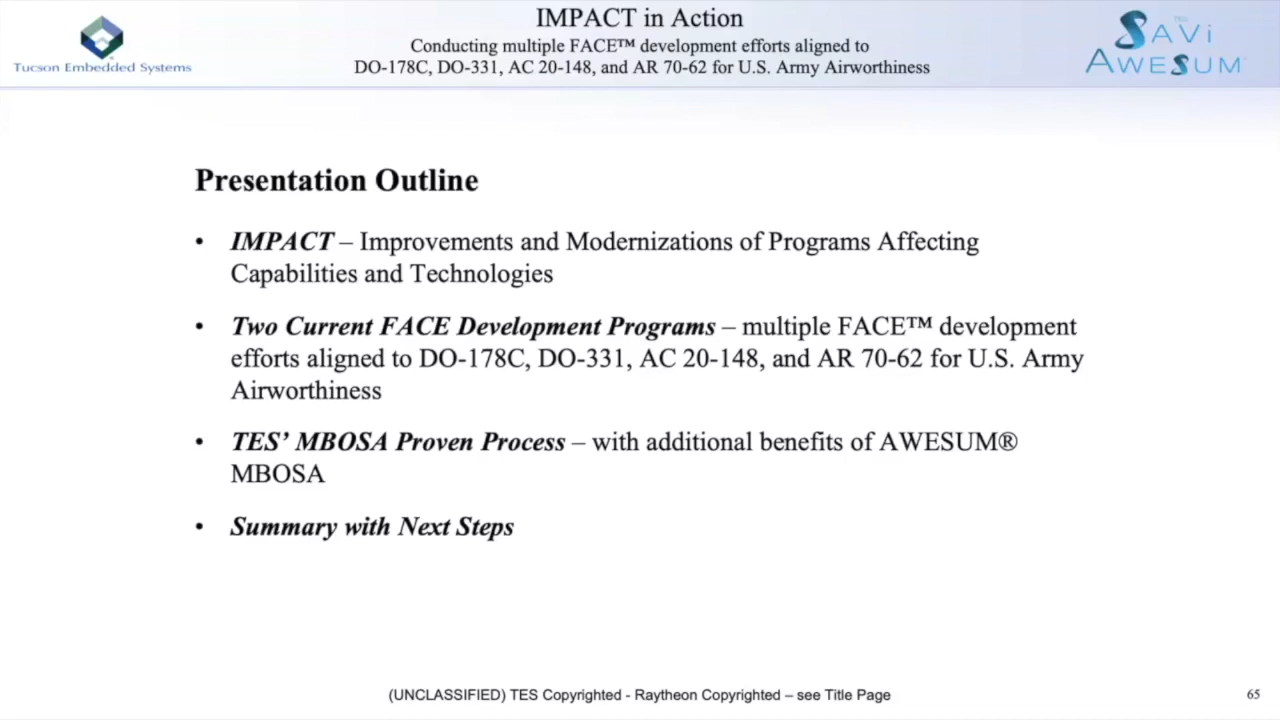 IMPACT in Action
Conducting multiple FACE™ development efforts aligned to
DO-178C, DO-331, AC 20-148, and AR 70-62 for U.S. Army Airworthiness
Tucson Embedded Systems
SAVi
AWESUM
Presentation Outline
• IMPACT – Improvements and Modernizations of Programs Affecting
Capabilities and Technologies
• Two Current FACE Development Programs – multiple FACE™ development
efforts aligned to DO-178C, DO-331, AC 20-148, and AR 70-62 for U.S. Army
Airworthiness
• TES’ MBOSA Proven Process – with additional benefits of AWESUM®
MBOSA
• Summary with Next Steps
(UNCLASSIFIED) TES Copyrighted - Raytheon Copyrighted – see Title Page
65